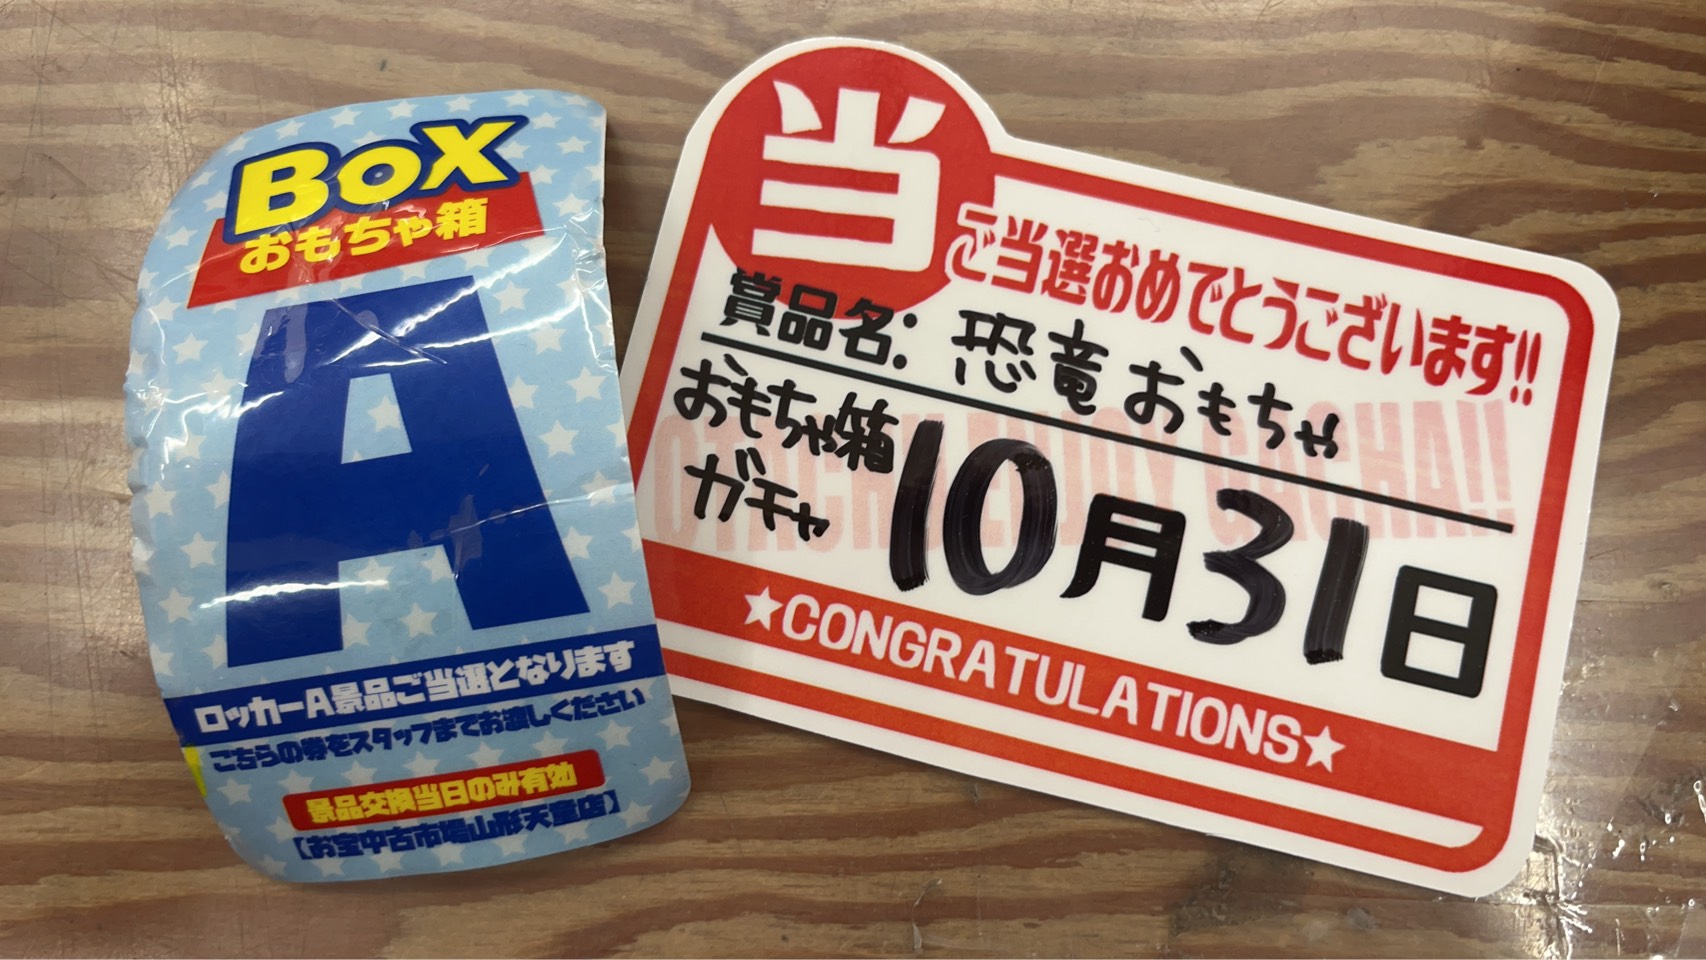 BOX
おもちゃ箱
A
ロッカーA景品ご当選となります
こちらの券をスタッフまでお渡しください
景品交換当日のみ有効
【お宝中古市場山形天童店】
当
ご当選おめでとうございます!!
賞品名:恐竜おもちゃ
おもちゃ箱
ガチャ
10月31日
★CONGRATULATIONS★